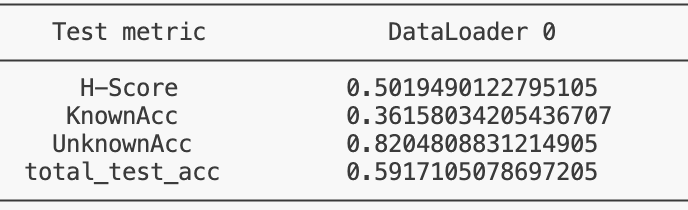 Test metric DataLoader 0
H-Score 0.5019490122795105
KnownAcc 0.36158034205436707
UnknownAcc 0.8204808831214905
total_test_acc 0.5917105078697205